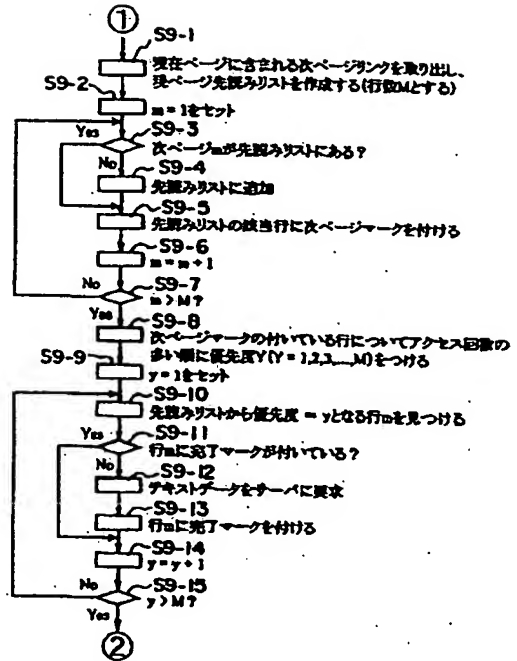 ①
S9-1
現在ページに含まれる次ページリンクを取り出し、
現ページ先読みリストを作成する(行数Mとする)
S9-2
m = 1をセット
Yes
S9-3
次ページmが先読みリストにある?
No
S9-4
先読みリストに追加
S9-5
先読みリストの該当行に次ページマークを付ける
S9-6
m = m + 1
No
S9-7
m > M ?
Yes
S9-8
次ページマークの付いている行についてアクセス回数の
多い順に優先度Y(Y = 1,2,3,...,M)をつける
S9-9
y = 1をセット
S9-10
先読みリストから優先度 = yとなる行mを見つける
Yes
S9-11
行mに完了マークが付いている?
No
S9-12
テキストデータをサーバに要求
S9-13
行mに完了マークを付ける
S9-14
y = y + 1
No
S9-15
y > M ?
Yes
②